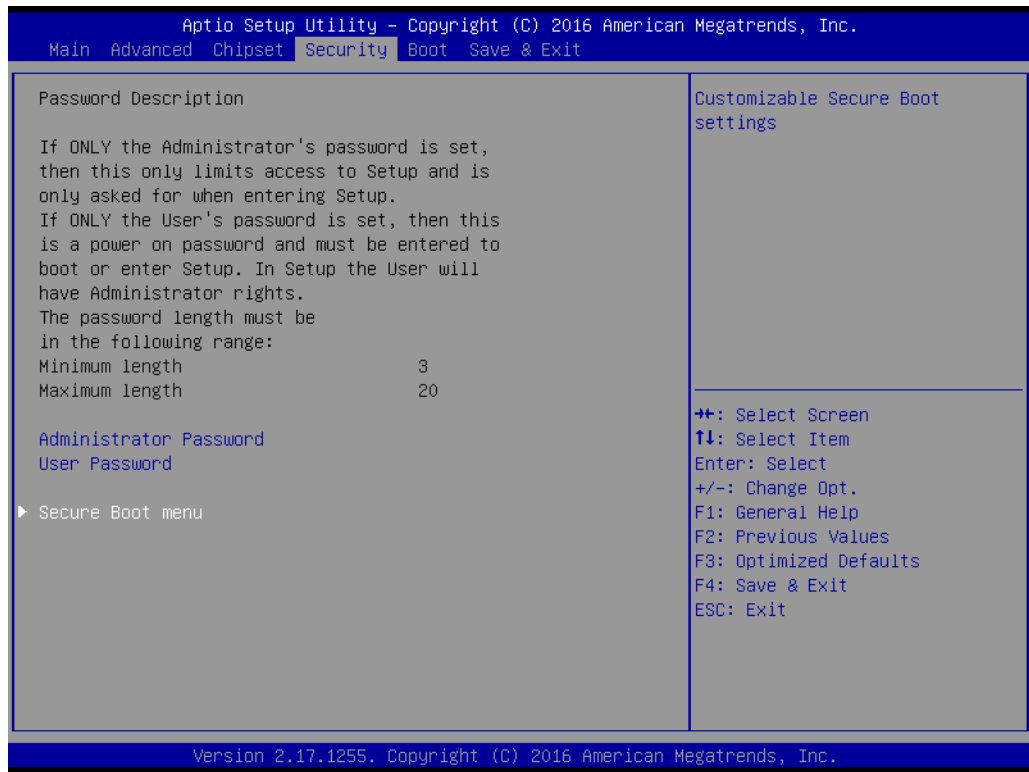 Aptio Setup Utility – Copyright (C) 2016 American Megatrends, Inc.
Main Advanced Chipset Security Boot Save & Exit
Password Description
If ONLY the Administrator's password is set,
then this only limits access to Setup and is
only asked for when entering Setup.
If ONLY the User's password is set, then this
is a power on password and must be entered to
boot or enter Setup. In Setup the User will
have Administrator rights.
The password length must be
in the following range:
Minimum length 3
Maximum length 20
Administrator Password
User Password
Secure Boot menu
Customizable Secure Boot
settings
→←: Select Screen
↑↓: Select Item
Enter: Select
+/-: Change Opt.
F1: General Help
F2: Previous Values
F3: Optimized Defaults
F4: Save & Exit
ESC: Exit
Version 2.17.1255. Copyright (C) 2016 American Megatrends, Inc.